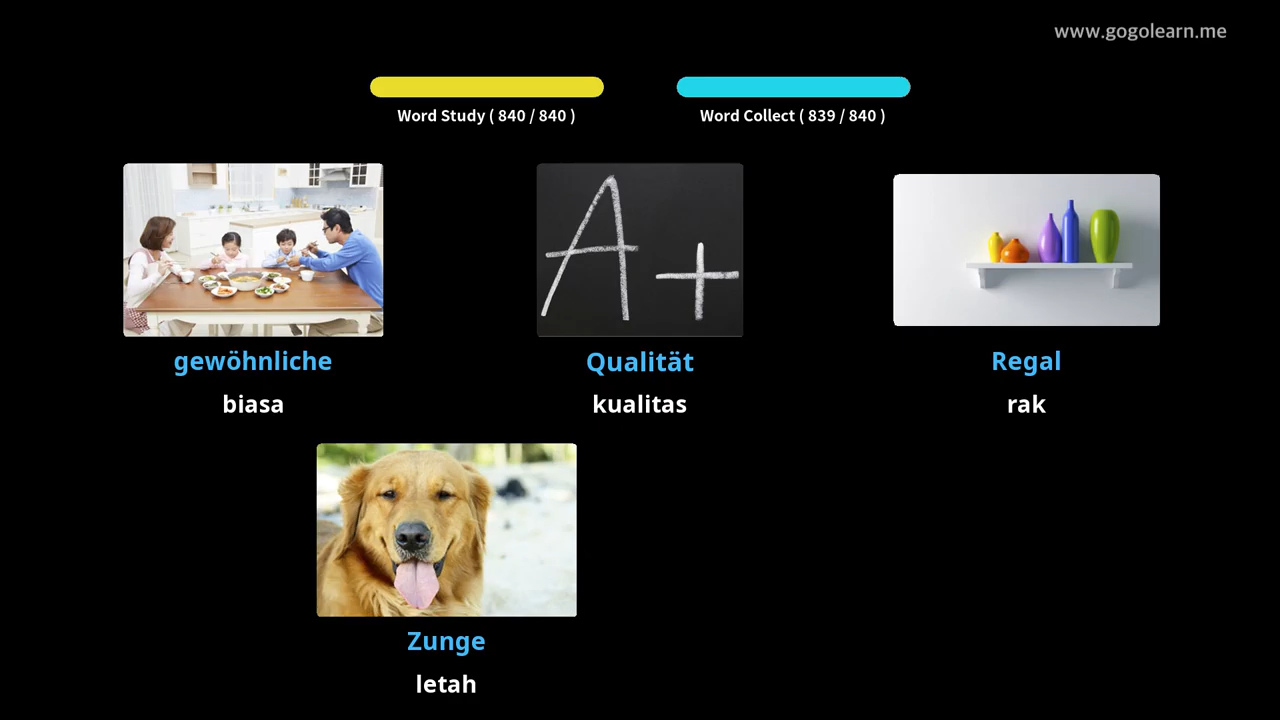 www.gogolearn.me
Word Study ( 840 / 840 )
Word Collect ( 839 / 840 )
A+
gewöhnliche
biasa
Qualität
kualitas
Regal
rak
Zunge
letah